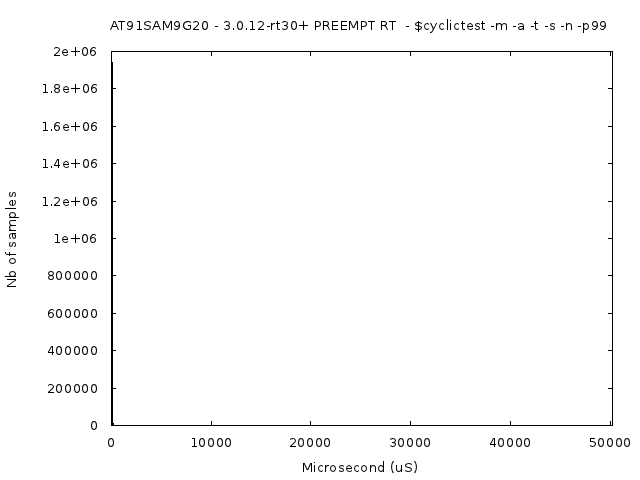 AT91SAM9G20 - 3.0.12-rt30+ PREEMPT RT - $cyclictest -m -a -t -s -n -p99
2e+06
1.8e+06
1.6e+06
1.4e+06
1.2e+06
1e+06
800000
600000
400000
200000
0
Nb of samples
0 10000 20000 30000 40000 50000
Microsecond (uS)